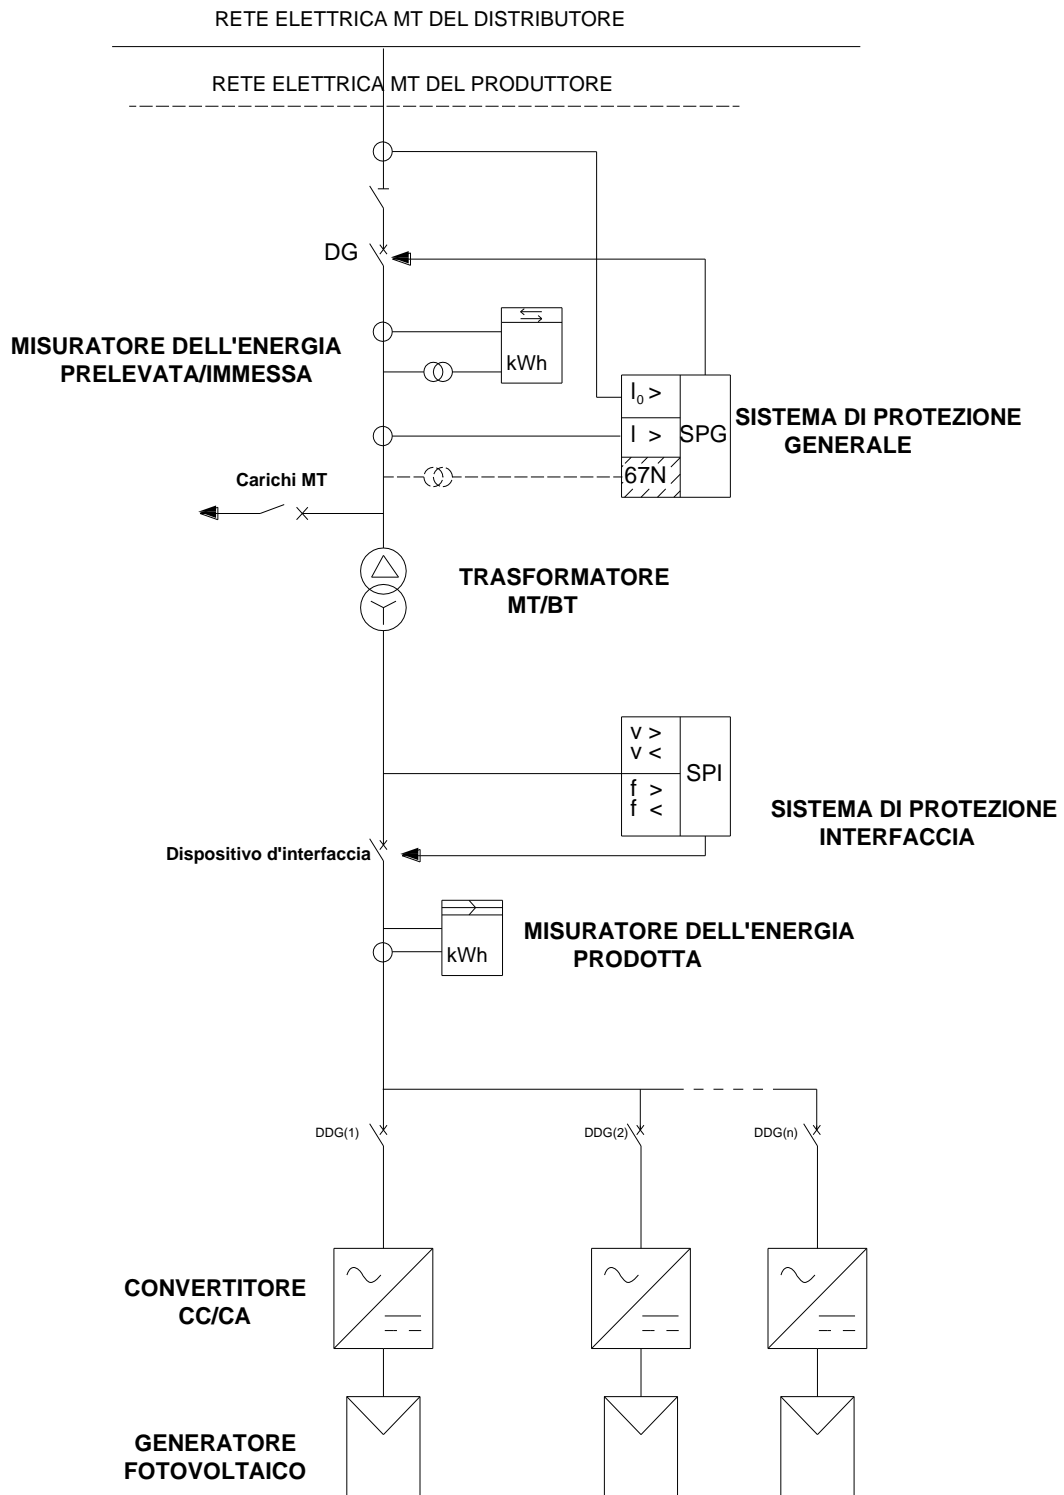 RETE ELETTRICA MT DEL DISTRIBUTORE
RETE ELETTRICA MT DEL PRODUTTORE
DG
MISURATORE DELL'ENERGIA
PRELEVATA/IMMESSA
kWh
I₀ >
I >
67N
SPG
SISTEMA DI PROTEZIONE
GENERALE
Carichi MT
TRASFORMATORE
MT/BT
v >
v <
f >
f <
SPI
SISTEMA DI PROTEZIONE
INTERFACCIA
Dispositivo d'interfaccia
kWh
MISURATORE DELL'ENERGIA
PRODOTTA
DDG(1)
DDG(2)
DDG(n)
CONVERTITORE
CC/CA
GENERATORE
FOTOVOLTAICO